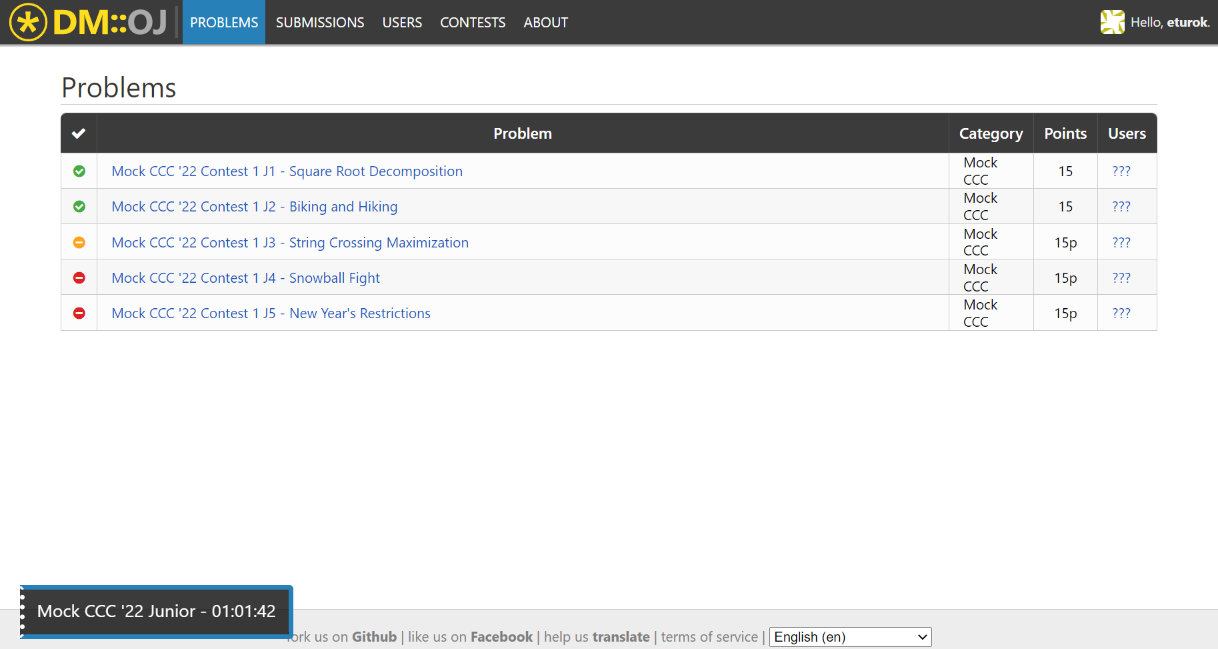 DM::OJ PROBLEMS SUBMISSIONS USERS CONTESTS ABOUT Hello, eturok.
Problems
Problem Category Points Users
Mock CCC '22 Contest 1 J1 - Square Root Decomposition Mock CCC 15 ???
Mock CCC '22 Contest 1 J2 - Biking and Hiking Mock CCC 15 ???
Mock CCC '22 Contest 1 J3 - String Crossing Maximization Mock CCC 15p ???
Mock CCC '22 Contest 1 J4 - Snowball Fight Mock CCC 15p ???
Mock CCC '22 Contest 1 J5 - New Year's Restrictions Mock CCC 15p ???
Mock CCC '22 Junior - 01:01:42
ork us on Github | like us on Facebook | help us translate | terms of service | English (en)